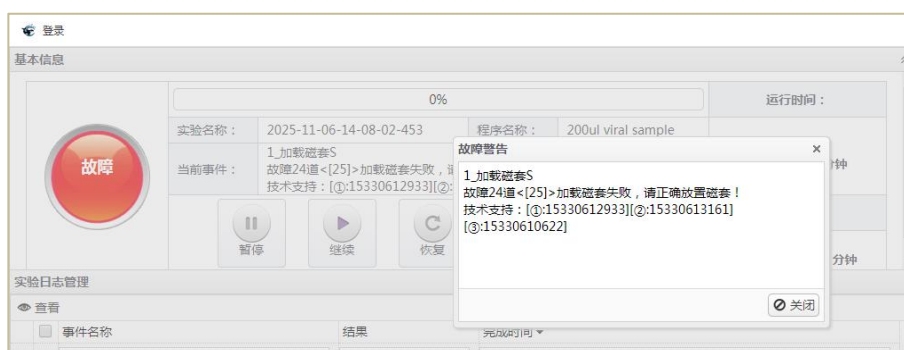 登录
基本信息
0%
运行时间：
实验名称：
2025-11-06-14-08-02-453
程序名称：
200ul viral sample
故障
当前事件：
1_加载磁套S
故障24道<[25]>加载磁套失败，请
技术支持：[①:15330612933][②:
钟
暂停
继续
恢复
分钟
故障警告
×
1_加载磁套S
故障24道<[25]>加载磁套失败，请正确放置磁套！
技术支持：[①:15330612933][②:15330613161]
[③:15330610622]
关闭
实验日志管理
查看
事件名称
结果
完成时间